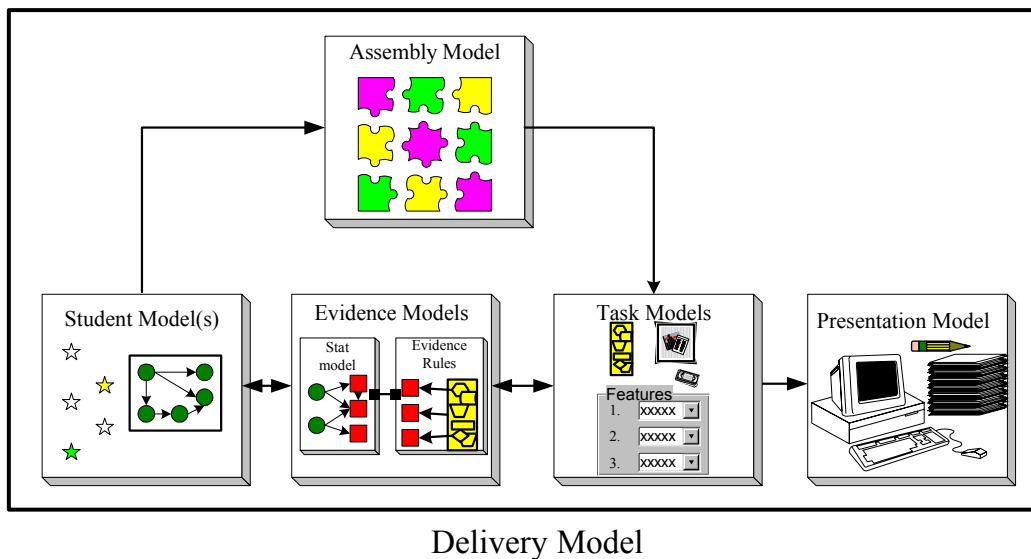 Assembly Model
Student Model(s)
Evidence Models
Stat
model
Evidence
Rules
Task Models
Features
1. xxxxx
2. xxxxx
3. xxxxx
Presentation Model
Delivery Model